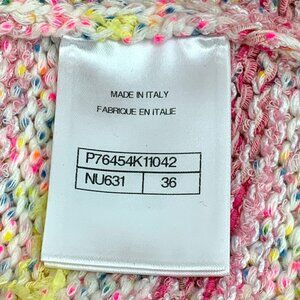 MADE IN ITALY
FABRIQUE EN ITALIE
P76454K11042
NU631 36